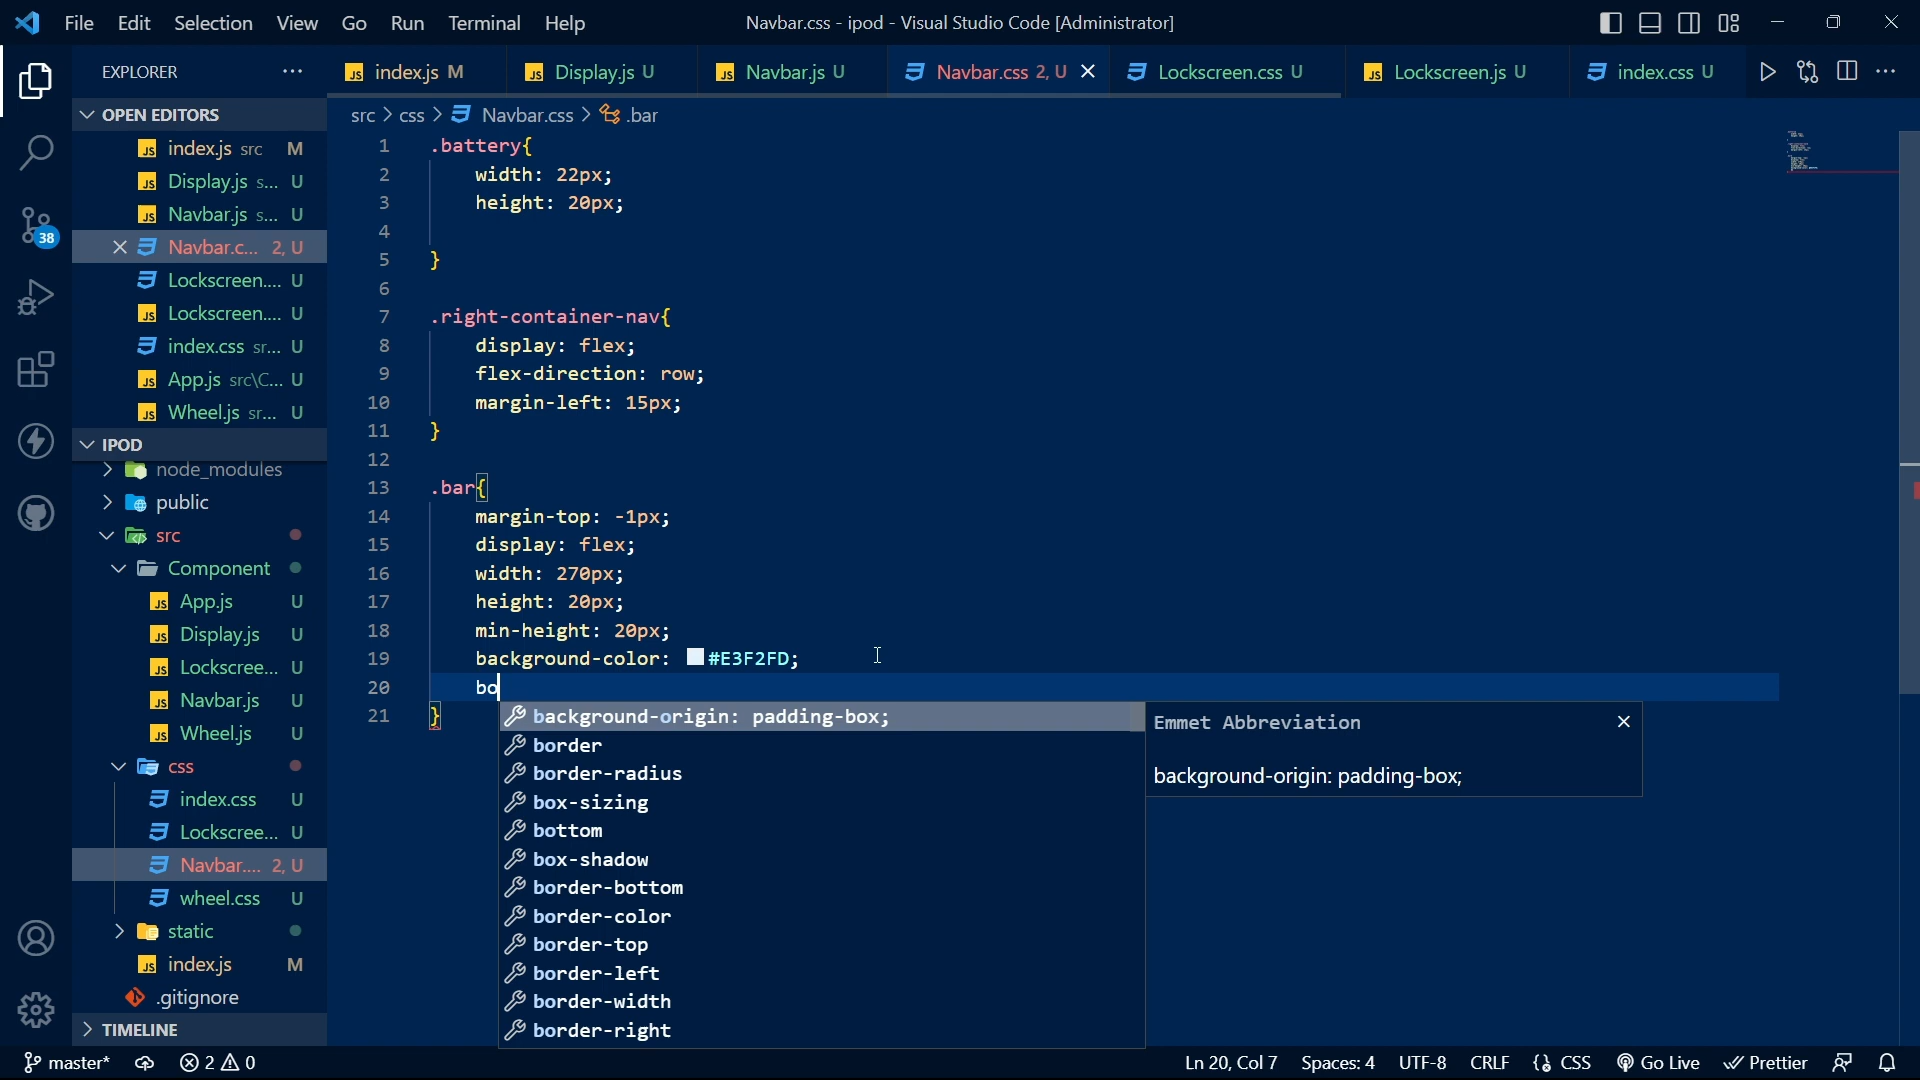 File Edit Selection View Go Run Terminal Help
Navbar.css - ipod - Visual Studio Code [Administrator]
EXPLORER
index.js M
Display.js U
Navbar.js U
Navbar.css 2, U
Lockscreen.css U
Lockscreen.js U
index.css U
OPEN EDITORS
index.js src M
Display.js s... U
Navbar.js s... U
Navbar.c... 2, U
Lockscreen.... U
Lockscreen.... U
index.css sr... U
App.js src\C... U
Wheel.js sr... U
IPOD
node_modules
public
src
Component
App.js U
Display.js U
Lockscree... U
Navbar.js U
Wheel.js U
css
index.css U
Lockscree... U
Navbar.... 2, U
wheel.css U
static
index.js M
.gitignore
TIMELINE
38
src > css > Navbar.css > .bar
1 .battery{
2 width: 22px;
3 height: 20px;
4
5 }
6
7 .right-container-nav{
8 display: flex;
9 flex-direction: row;
10 margin-left: 15px;
11 }
12
13 .bar{
14 margin-top: -1px;
15 display: flex;
16 width: 270px;
17 height: 20px;
18 min-height: 20px;
19 background-color: #E3F2FD;
20 bo
21 }
background-origin: padding-box;
border
border-radius
box-sizing
bottom
box-shadow
border-bottom
border-color
border-top
border-left
border-width
border-right
Emmet Abbreviation
background-origin: padding-box;
master* 2 0
Ln 20, Col 7 Spaces: 4 UTF-8 CRLF CSS Go Live Prettier